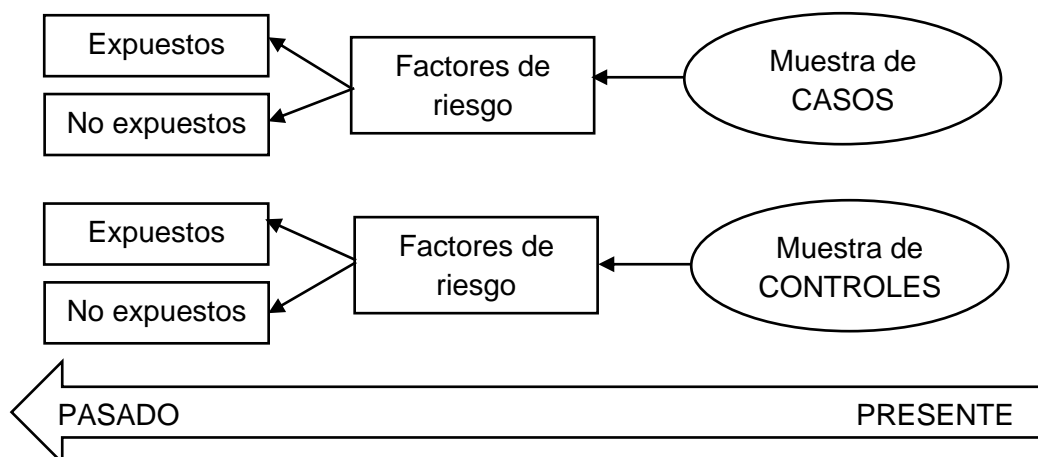 Expuestos
No expuestos
Factores de
riesgo
Muestra de
CASOS
Expuestos
No expuestos
Factores de
riesgo
Muestra de
CONTROLES
PASADO
PRESENTE